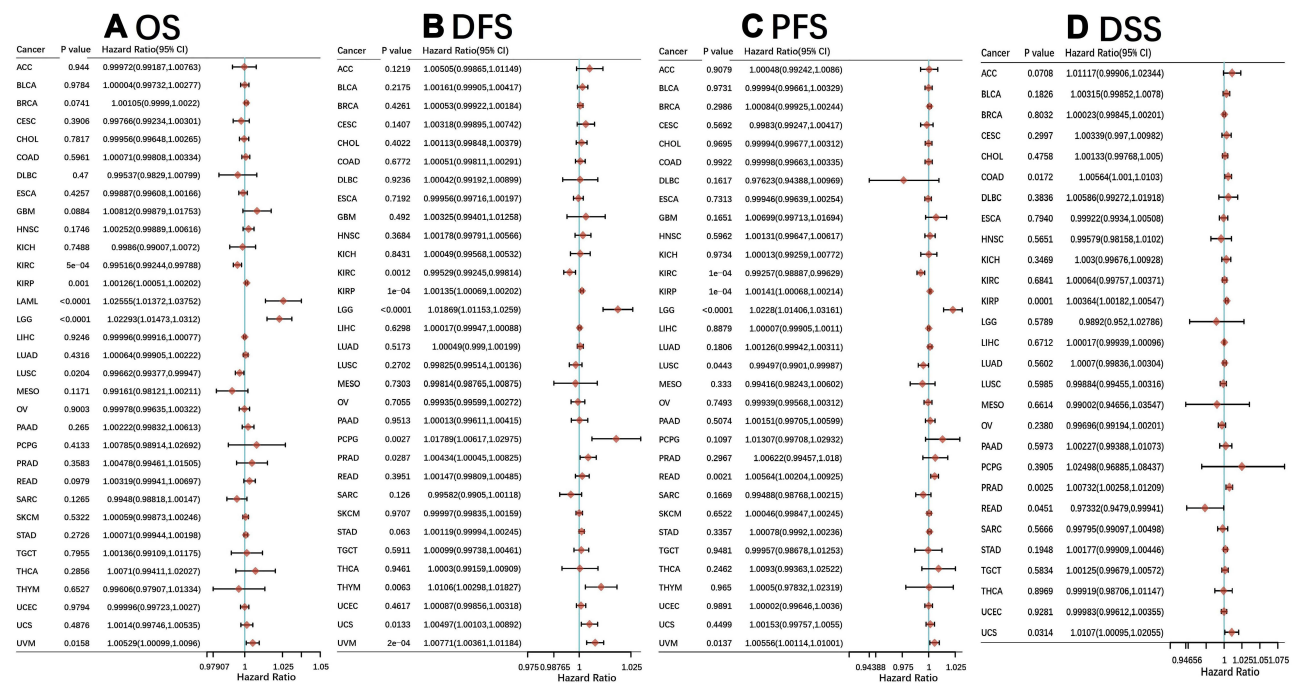 A OS
Cancer P value Hazard Ratio(95% CI)
ACC 0.944 0.99972(0.99187,1.00763)
BLCA 0.9784 1.00004(0.99732,1.00277)
BRCA 0.0741 1.00105(0.9999,1.0022)
CESC 0.3906 0.99766(0.99234,1.00301)
CHOL 0.7817 0.99956(0.99648,1.00265)
COAD 0.5961 1.00071(0.99808,1.00334)
DLBC 0.47 0.99537(0.9829,1.00799)
ESCA 0.4257 0.99887(0.99608,1.00166)
GBM 0.0884 1.00812(0.99879,1.01753)
HNSC 0.1746 1.00252(0.99889,1.00616)
KICH 0.7488 0.9986(0.99007,1.0072)
KIRC 5e-04 0.99516(0.99244,0.99788)
KIRP 0.001 1.00126(1.00051,1.00202)
LAML <0.0001 1.02555(1.01372,1.03752)
LGG <0.0001 1.02293(1.01473,1.0312)
LIHC 0.9246 0.99996(0.99916,1.00077)
LUAD 0.4316 1.00064(0.99905,1.00222)
LUSC 0.0204 0.99662(0.99377,0.99947)
MESO 0.1171 0.99161(0.98121,1.00211)
OV 0.9003 0.99978(0.99635,1.00322)
PAAD 0.265 1.00222(0.99832,1.00613)
PCPG 0.4133 1.00785(0.98914,1.02692)
PRAD 0.3583 1.00478(0.99461,1.01505)
READ 0.0979 1.00319(0.99941,1.00697)
SARC 0.1265 0.9948(0.98818,1.00147)
SKCM 0.5322 1.00059(0.99873,1.00246)
STAD 0.2726 1.00071(0.99944,1.00198)
TGCT 0.7955 1.00136(0.99109,1.01175)
THCA 0.2856 1.0071(0.99411,1.02027)
THYM 0.6527 0.99606(0.97907,1.01334)
UCEC 0.9794 0.99996(0.9723,1.0027)
UCS 0.4876 1.0014(0.99746,1.00535)
UVM 0.0158 1.00529(1.00099,1.0096)
0.97907 1 1.025 1.05
Hazard Ratio
B DFS
Cancer P value Hazard Ratio(95% CI)
ACC 0.1219 1.00505(0.99865,1.01149)
BLCA 0.2175 1.00161(0.99905,1.00417)
BRCA 0.4261 1.00053(0.99922,1.00184)
CESC 0.1407 1.00318(0.99895,1.00742)
CHOL 0.4022 1.00113(0.99848,1.00379)
COAD 0.6772 1.00051(0.99811,1.00291)
DLBC 0.9236 1.00042(0.99192,1.00899)
ESCA 0.7192 0.99956(0.99716,1.00197)
GBM 0.492 1.00325(0.99401,1.01258)
HNSC 0.3684 1.00178(0.99791,1.00566)
KICH 0.8431 1.00049(0.99568,1.00532)
KIRC 0.0012 0.99529(0.99245,0.99814)
KIRP 1e-04 1.00135(1.00069,1.00202)
LGG <0.0001 1.01869(1.01153,1.0259)
LIHC 0.6298 1.00017(0.99947,1.00088)
LUAD 0.5173 1.00049(0.999,1.00199)
LUSC 0.2702 0.99825(0.99514,1.00136)
MESO 0.7303 0.99814(0.98765,1.00875)
OV 0.7055 0.99935(0.99599,1.00272)
PAAD 0.9513 1.00013(0.99611,1.00415)
PCPG 0.0027 1.01789(1.00617,1.02975)
PRAD 0.0287 1.00434(1.00045,1.00825)
READ 0.3951 1.00147(0.99809,1.00485)
SARC 0.126 0.99582(0.9905,1.00118)
SKCM 0.9707 0.99997(0.99835,1.00159)
STAD 0.063 1.00119(0.99994,1.00245)
TGCT 0.5911 1.00099(0.99738,1.00461)
THCA 0.9461 1.0003(0.99159,1.00909)
THYM 0.0063 1.0106(1.00298,1.01827)
UCEC 0.4617 1.00087(0.99856,1.00318)
UCS 0.0133 1.00497(1.00103,1.00892)
UVM 2e-04 1.00771(1.00361,1.01184)
0.9750.98765 1 1.025
Hazard Ratio
C PFS
Cancer P value Hazard Ratio(95% CI)
ACC 0.9079 1.00048(0.99242,1.0086)
BLCA 0.9731 0.99994(0.99661,1.00329)
BRCA 0.2986 1.00084(0.99925,1.00244)
CESC 0.5692 0.9983(0.99247,1.00417)
CHOL 0.9695 0.99994(0.99677,1.00312)
COAD 0.9922 0.99998(0.99663,1.00335)
DLBC 0.1617 0.97623(0.94388,1.00969)
ESCA 0.7313 0.99946(0.99639,1.00254)
GBM 0.1651 1.00699(0.99713,1.01694)
HNSC 0.5962 1.00131(0.99647,1.00617)
KICH 0.9734 1.00013(0.99259,1.00772)
KIRC 1e-04 0.99257(0.98887,0.99629)
KIRP 1e-04 1.00141(1.00068,1.00214)
LGG <0.0001 1.0228(1.01406,1.03161)
LIHC 0.8879 1.00007(0.99905,1.0011)
LUAD 0.1806 1.00126(0.99942,1.00311)
LUSC 0.0443 0.99497(0.9901,0.99987)
MESO 0.333 0.99416(0.98243,1.00602)
OV 0.7493 0.99939(0.99568,1.00312)
PAAD 0.5074 1.00151(0.99705,1.00599)
PCPG 0.1097 1.01307(0.99708,1.02932)
PRAD 0.2967 1.00622(0.99457,1.018)
READ 0.0021 1.00564(1.00204,1.00925)
SARC 0.1669 0.99488(0.98768,1.00215)
SKCM 0.6522 1.00046(0.99847,1.00245)
STAD 0.3357 1.00078(0.9992,1.00236)
TGCT 0.9481 0.99957(0.98678,1.01253)
THCA 0.2462 1.0093(0.99363,1.02522)
THYM 0.965 1.0005(0.97832,1.02319)
UCEC 0.9891 1.00002(0.99646,1.0036)
UCS 0.4499 1.00153(0.99757,1.0055)
UVM 0.0137 1.00556(1.00114,1.01001)
0.94388 0.975 1 1.025
Hazard Ratio
D DSS
Cancer P value Hazard Ratio(95% CI)
ACC 0.0708 1.01117(0.99906,1.02344)
BLCA 0.1826 1.00315(0.99852,1.0078)
BRCA 0.8032 1.00023(0.99845,1.00201)
CESC 0.2997 1.00339(0.997,1.00982)
CHOL 0.4758 1.00133(0.99768,1.005)
COAD 0.0172 1.00564(1.001,1.0103)
DLBC 0.3836 1.00586(0.99272,1.01918)
ESCA 0.7940 0.99922(0.9934,1.00508)
HNSC 0.5651 0.99579(0.98158,1.0102)
KICH 0.3469 1.003(0.99676,1.00928)
KIRC 0.6841 1.00064(0.99757,1.00371)
KIRP 0.0001 1.00364(1.00182,1.00547)
LGG 0.5789 0.9892(0.952,1.02786)
LIHC 0.6712 1.00017(0.99939,1.00096)
LUAD 0.5602 1.0007(0.99836,1.00304)
LUSC 0.5985 0.99884(0.99455,1.00316)
MESO 0.6614 0.99002(0.94656,1.03547)
OV 0.2380 0.99696(0.99194,1.00201)
PAAD 0.5973 1.00227(0.99388,1.01073)
PCPG 0.3905 1.02498(0.96885,1.08437)
PRAD 0.0025 1.00732(1.00258,1.01209)
READ 0.0451 0.97332(0.9479,0.99941)
SARC 0.5666 0.99795(0.99097,1.00498)
STAD 0.1948 1.00177(0.99909,1.00446)
TGCT 0.5834 1.00125(0.99679,1.00572)
THCA 0.8969 0.99919(0.98706,1.01147)
UCEC 0.9281 0.99983(0.99612,1.00355)
UCS 0.0314 1.0107(1.00095,1.02055)
0.94656 1 1.0251.051.075
Hazard Ratio